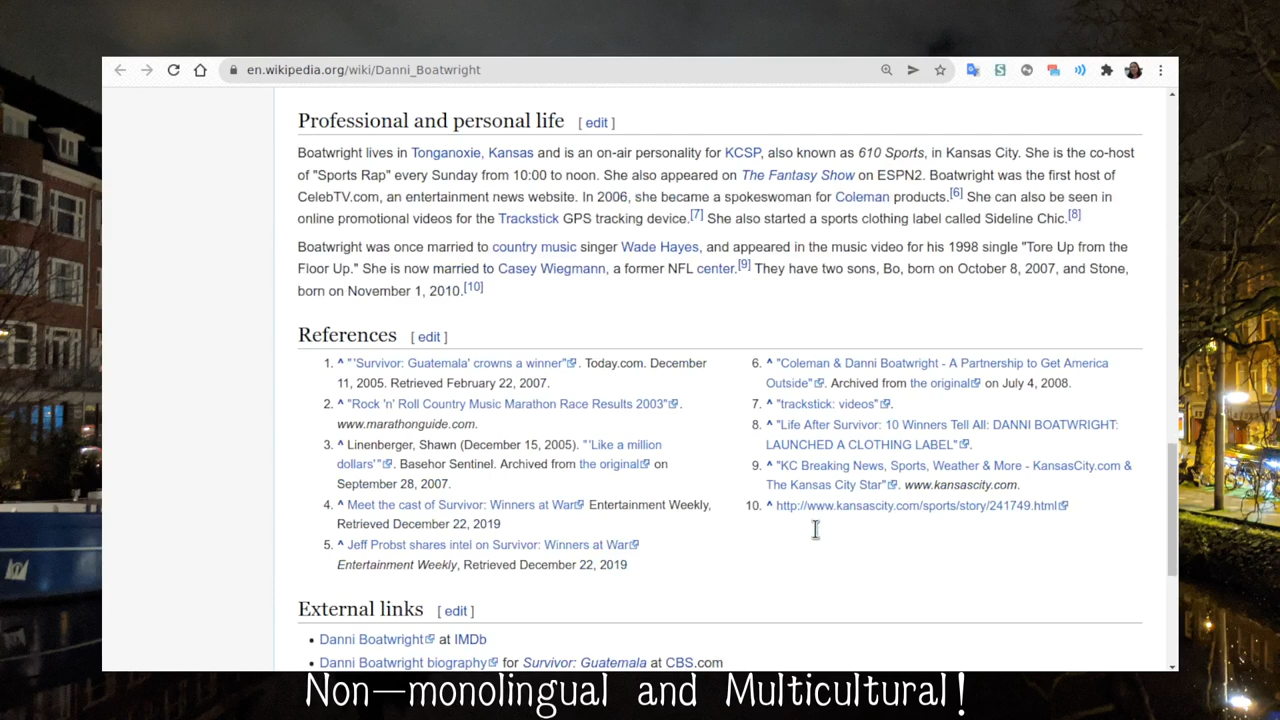 en.wikipedia.org/wiki/Danni_Boatwright
Professional and personal life [ edit ]
Boatwright lives in Tonganoxie, Kansas and is an on-air personality for KCSP, also known as 610 Sports, in Kansas City. She is the co-host
of "Sports Rap" every Sunday from 10:00 to noon. She also appeared on The Fantasy Show on ESPN2. Boatwright was the first host of
CelebTV.com, an entertainment news website. In 2006, she became a spokeswoman for Coleman products.[6] She can also be seen in
online promotional videos for the Trackstick GPS tracking device.[7] She also started a sports clothing label called Sideline Chic.[8]
Boatwright was once married to country music singer Wade Hayes, and appeared in the music video for his 1998 single "Tore Up from the
Floor Up." She is now married to Casey Wiegmann, a former NFL center.[9] They have two sons, Bo, born on October 8, 2007, and Stone,
born on November 1, 2010.[10]
References [ edit ]
1. ^ "'Survivor: Guatemala' crowns a winner". Today.com. December
11, 2005. Retrieved February 22, 2007.
2. ^ "Rock 'n' Roll Country Music Marathon Race Results 2003".
www.marathonguide.com.
3. ^ Linenberger, Shawn (December 15, 2005). "'Like a million
dollars'". Basehor Sentinel. Archived from the original on
September 28, 2007.
4. ^ Meet the cast of Survivor: Winners at War Entertainment Weekly,
Retrieved December 22, 2019
5. ^ Jeff Probst shares intel on Survivor: Winners at War
Entertainment Weekly, Retrieved December 22, 2019
6. ^ "Coleman & Danni Boatwright - A Partnership to Get America
Outside". Archived from the original on July 4, 2008.
7. ^ "trackstick: videos".
8. ^ "Life After Survivor: 10 Winners Tell All: DANNI BOATWRIGHT:
LAUNCHED A CLOTHING LABEL".
9. ^ "KC Breaking News, Sports, Weather & More - KansasCity.com &
The Kansas City Star". www.kansascity.com.
10. ^ http://www.kansascity.com/sports/story/241749.html
External links [ edit ]
• Danni Boatwright at IMDb
• Danni Boatwright biography for Survivor: Guatemala at CBS.com
Non—monolingual and Multicultural!